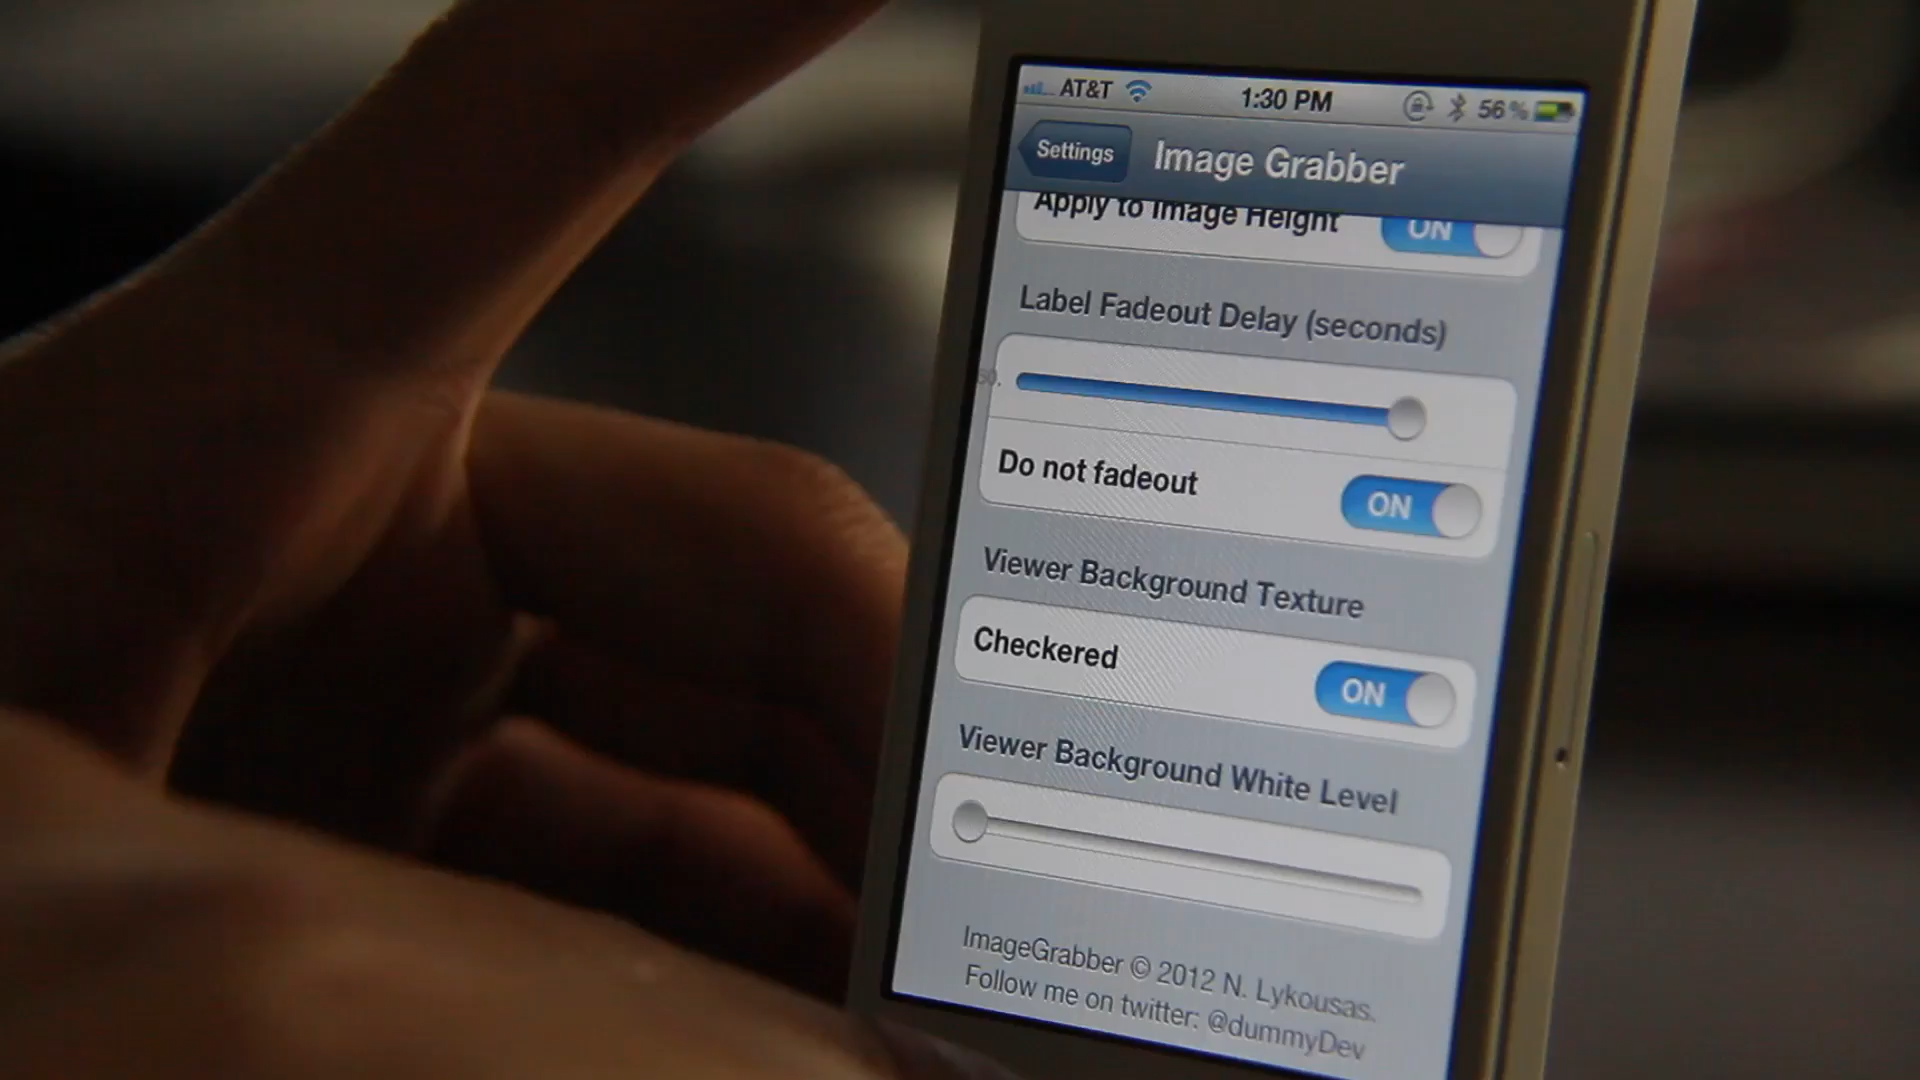 AT&T 1:30 PM 56%
Settings Image Grabber
Apply to Image Height ON
Label Fadeout Delay (seconds)
Do not fadeout ON
Viewer Background Texture
Checkered ON
Viewer Background White Level
ImageGrabber © 2012 N. Lykousas.
Follow me on twitter: @dummyDev